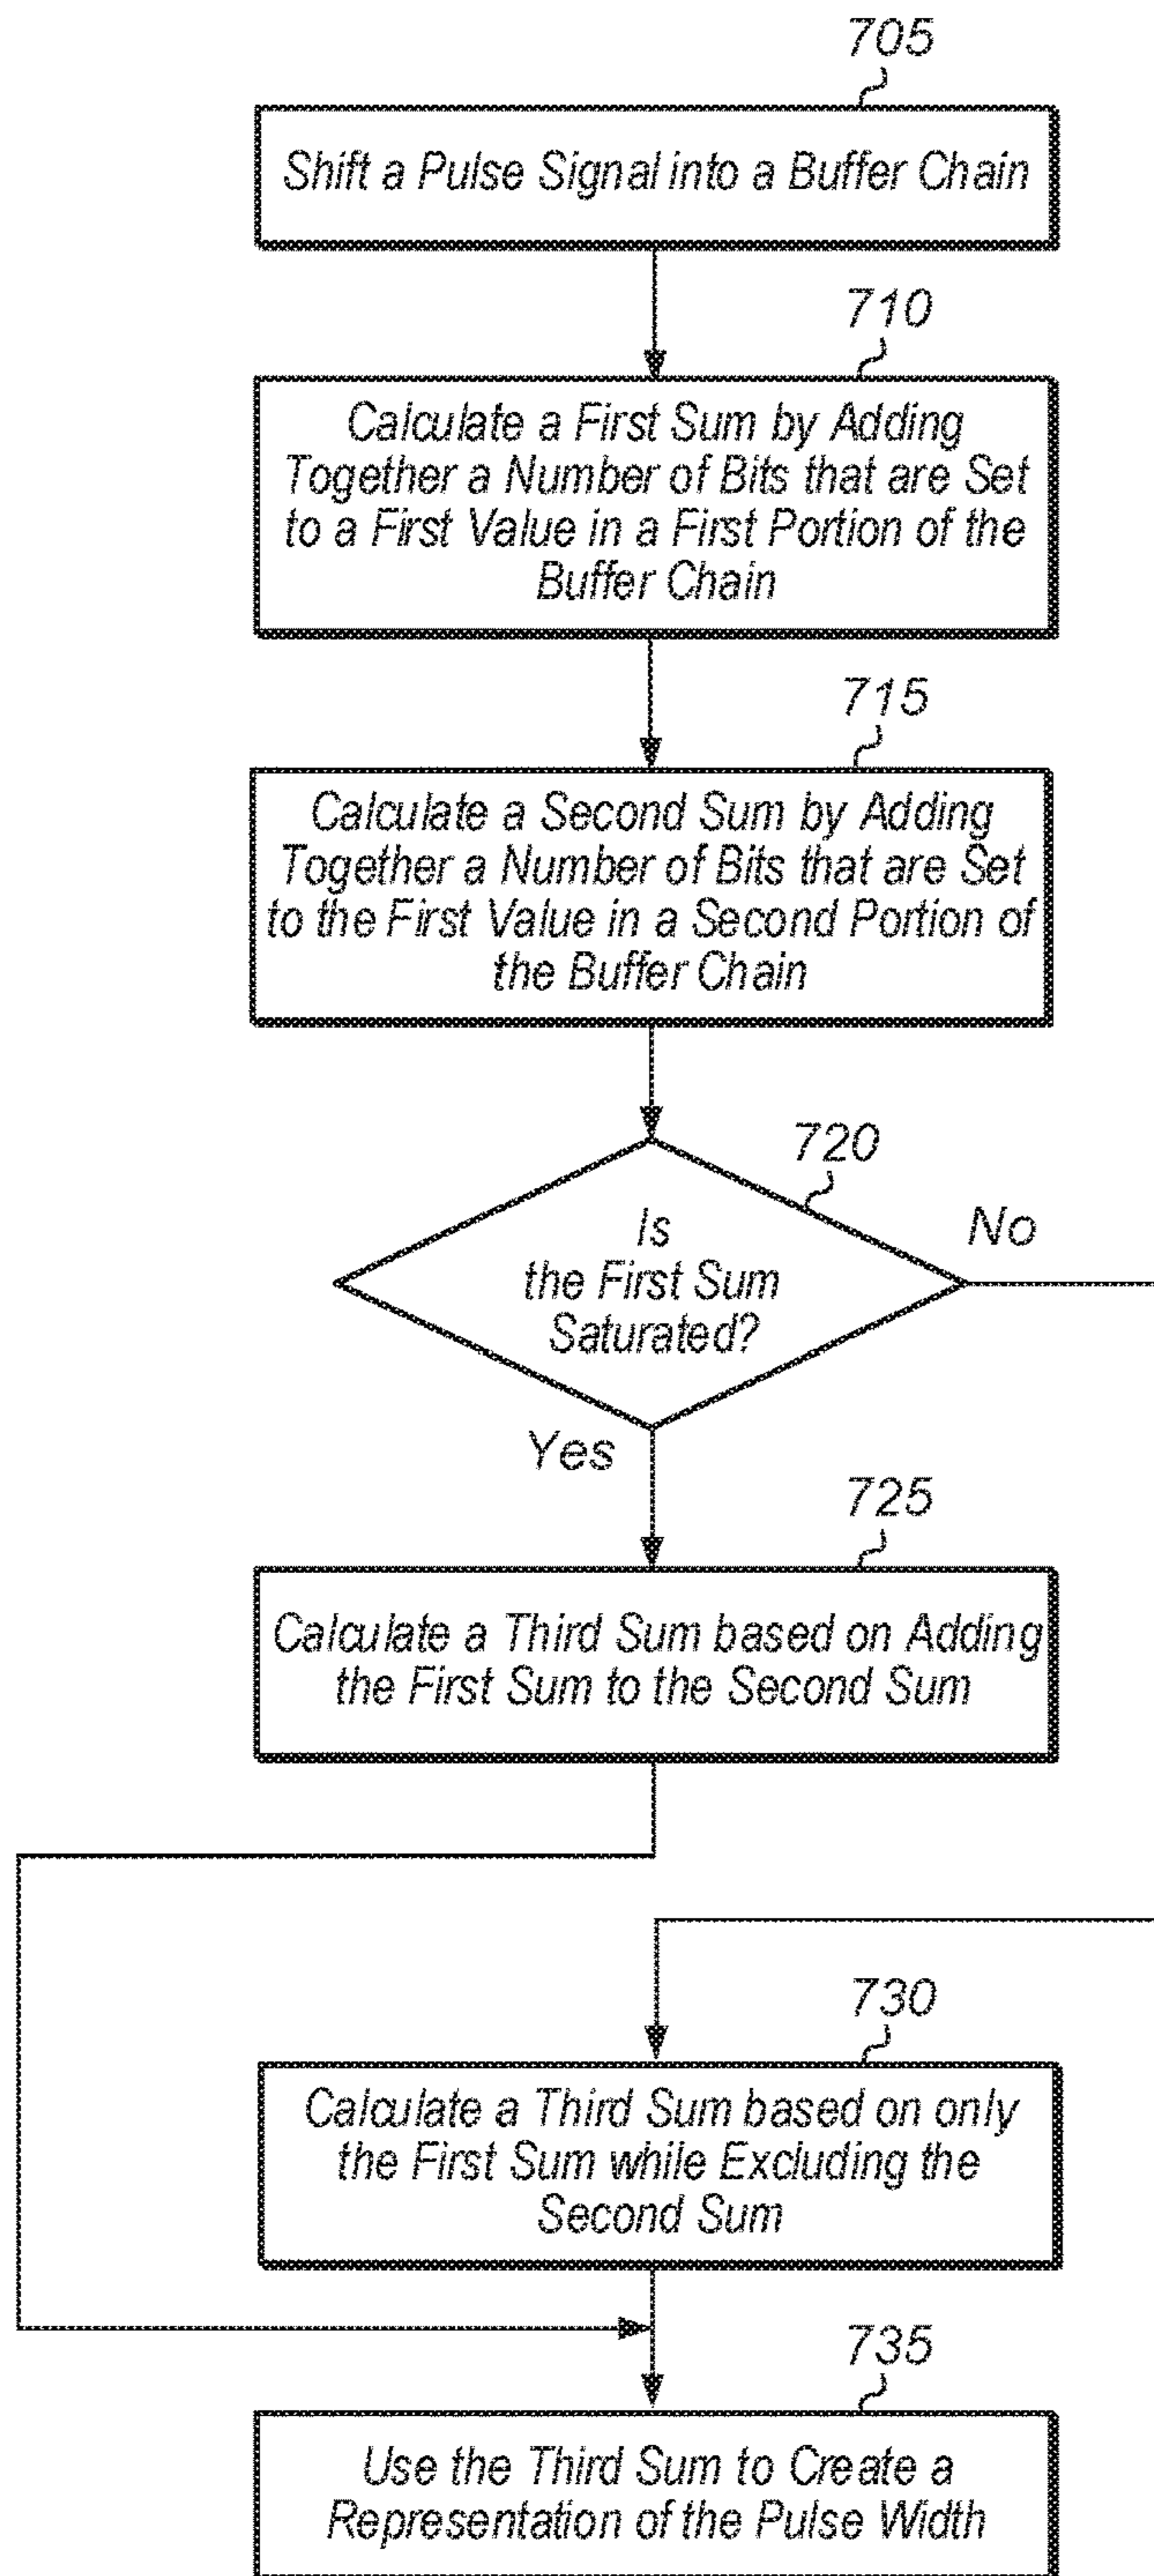 705
Shift a Pulse Signal into a Buffer Chain
710
Calculate a First Sum by Adding
Together a Number of Bits that are Set
to a First Value in a First Portion of the
Buffer Chain
715
Calculate a Second Sum by Adding
Together a Number of Bits that are Set
to the First Value in a Second Portion of
the Buffer Chain
720
Is
the First Sum
Saturated?
No
Yes
725
Calculate a Third Sum based on Adding
the First Sum to the Second Sum
730
Calculate a Third Sum based on only
the First Sum while Excluding the
Second Sum
735
Use the Third Sum to Create a
Representation of the Pulse Width